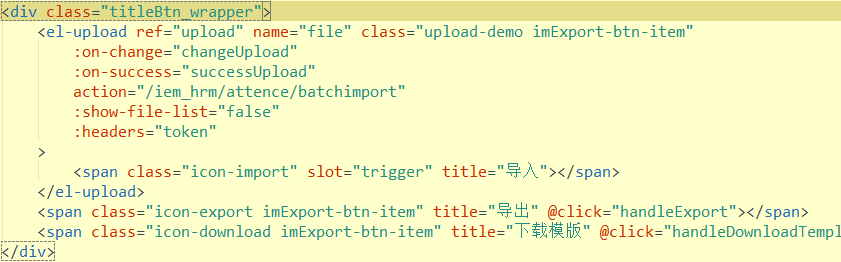 <div class="titleBtn_wrapper">
<el-upload ref="upload" name="file" class="upload-demo imExport-btn-item"
:on-change="changeUpload"
:on-success="successUpload"
action="/iem_hrm/attence/batchimport"
:show-file-list="false"
:headers="token"
>
<span class="icon-import" slot="trigger" title="导入"></span>
</el-upload>
<span class="icon-export imExport-btn-item" title="导出" @click="handleExport"></span>
<span class="icon-download imExport-btn-item" title="下载模版" @click="handleDownloadTempl
</div>